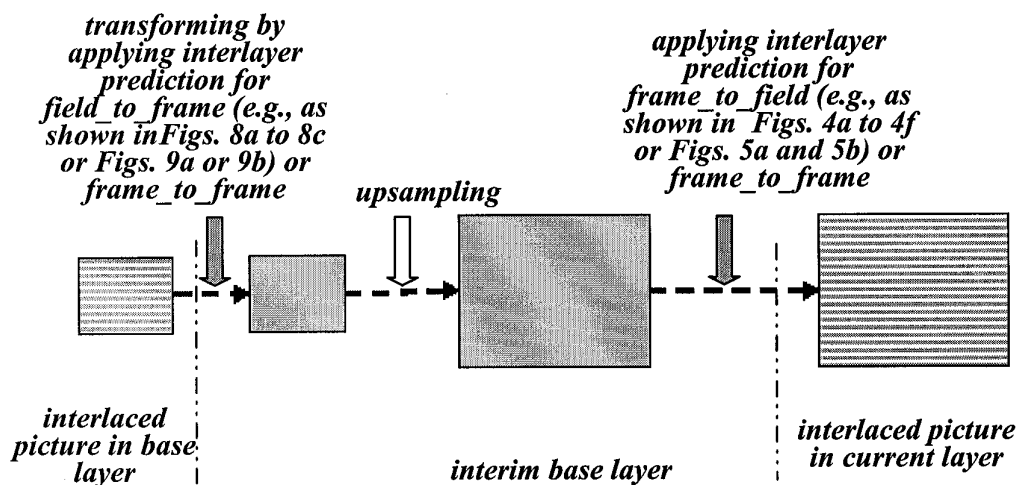 transforming by
applying interlayer
prediction for
field_to_frame (e.g., as
shown inFigs. 8a to 8c
or Figs. 9a or 9b) or
frame_to_frame
upsampling
applying interlayer
prediction for
frame_to_field (e.g., as
shown in Figs. 4a to 4f
or Figs. 5a and 5b) or
frame_to_frame
interlaced
picture in base
layer
interim base layer
interlaced picture
in current layer